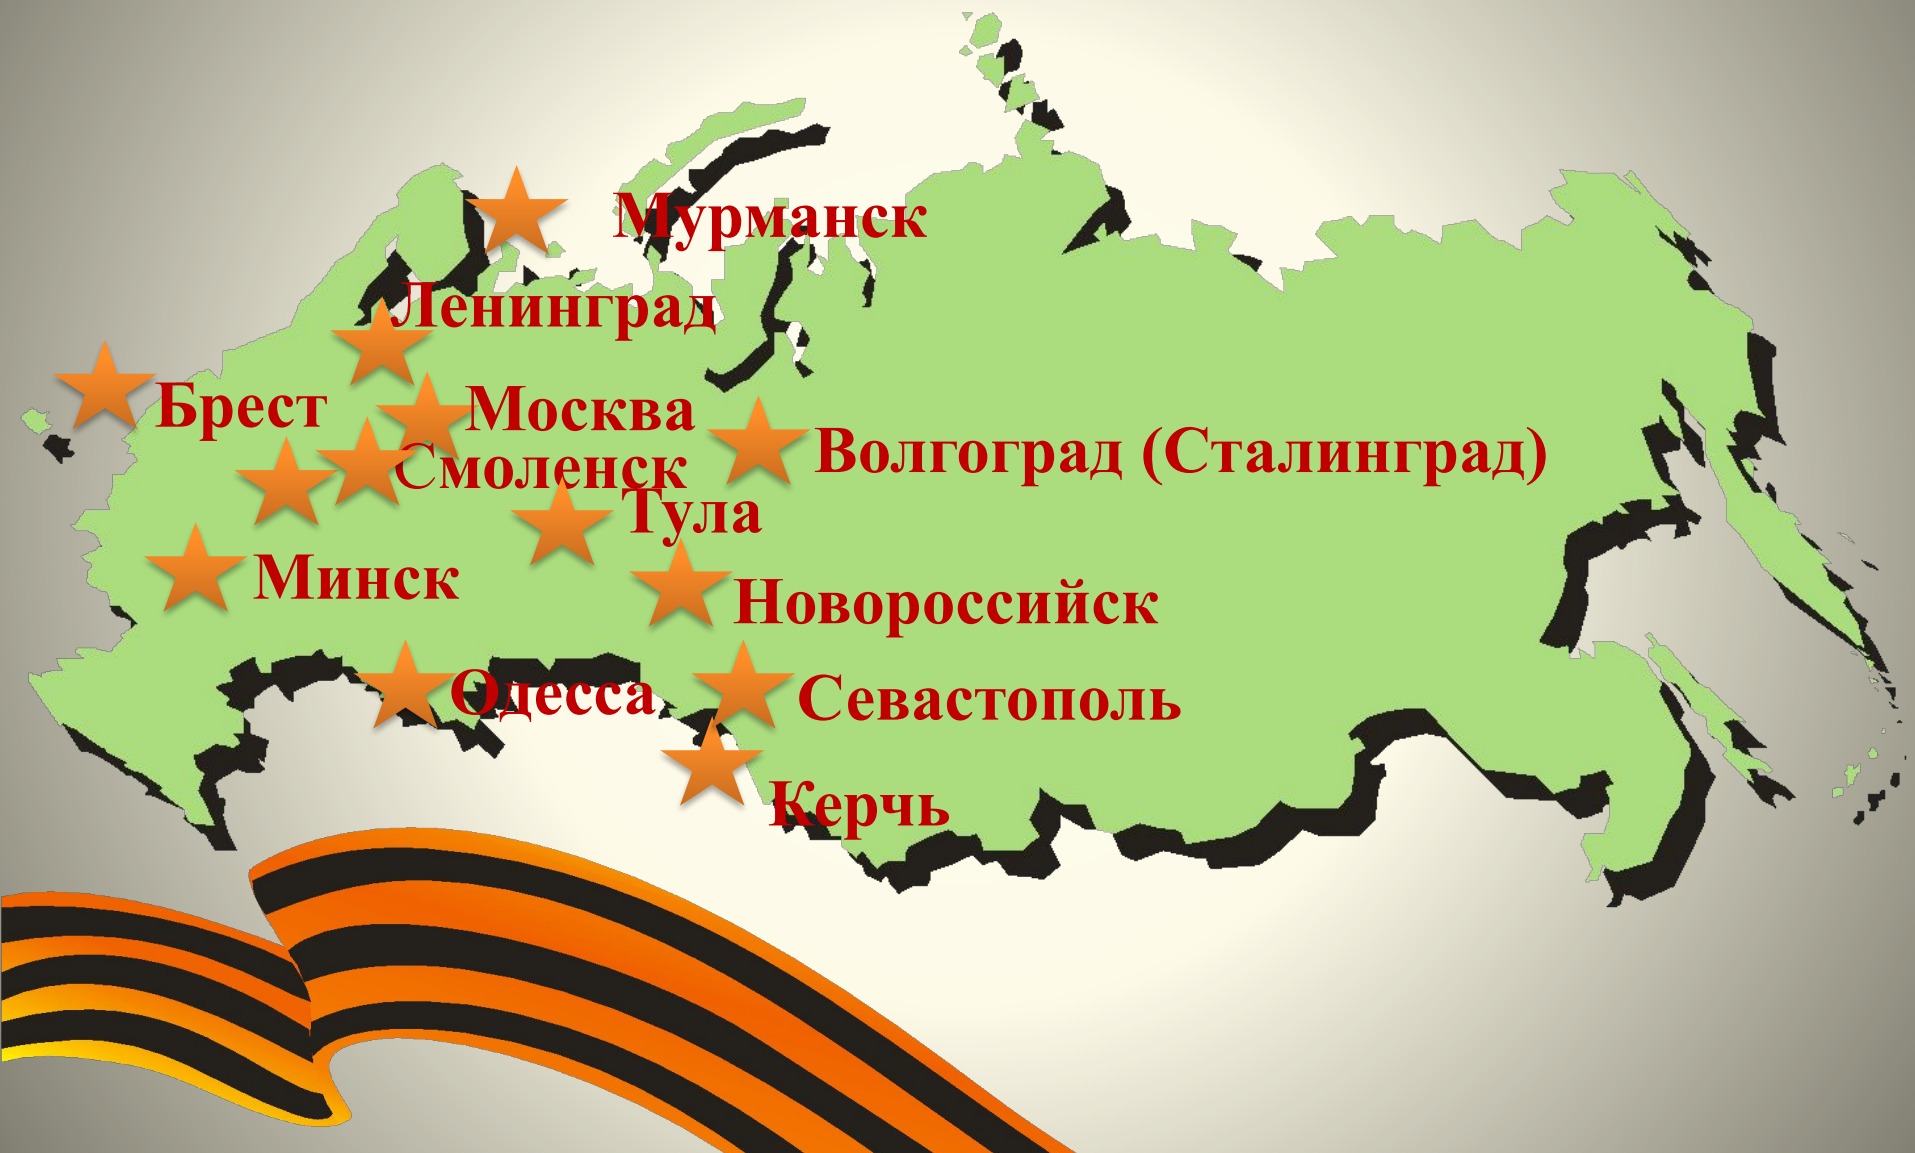 Мурманск
Ленинград
Брест
Москва
Волгоград (Сталинград)
Смоленск
Тула
Минск
Новороссийск
Одесса
Севастополь
Керчь